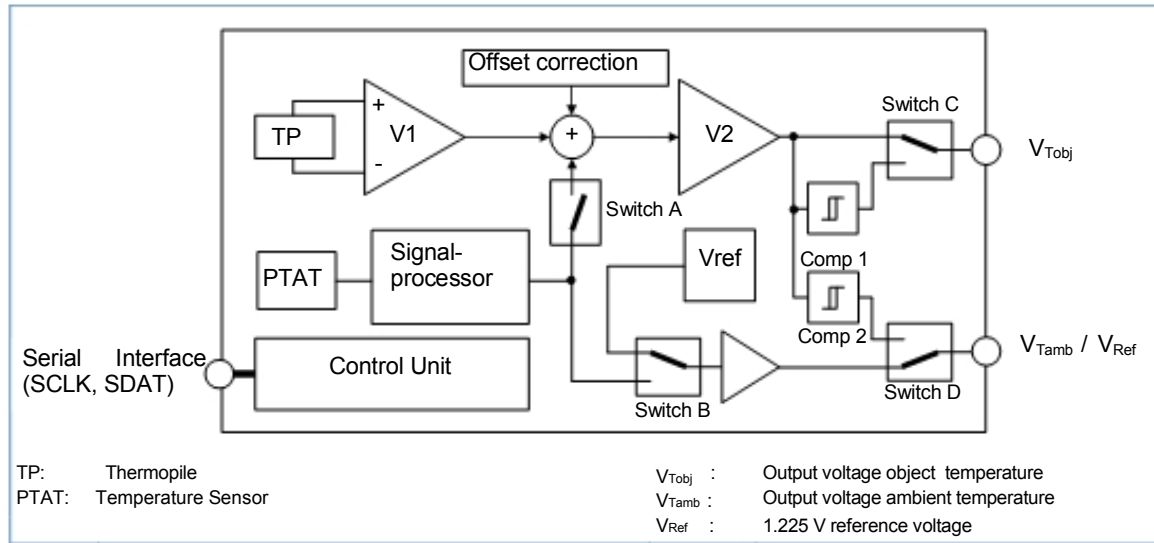 Offset correction
Switch C
+
TP
V1
+
V2
-
VTobj
Switch A
Signal-
processor
Vref
PTAT
Comp 1
Comp 2
VTamb / VRef
Serial Interface
(SCLK, SDAT)
Control Unit
Switch B
Switch D
TP: Thermopile
PTAT: Temperature Sensor
VTobj : Output voltage object temperature
VTamb : Output voltage ambient temperature
VRef : 1.225 V reference voltage